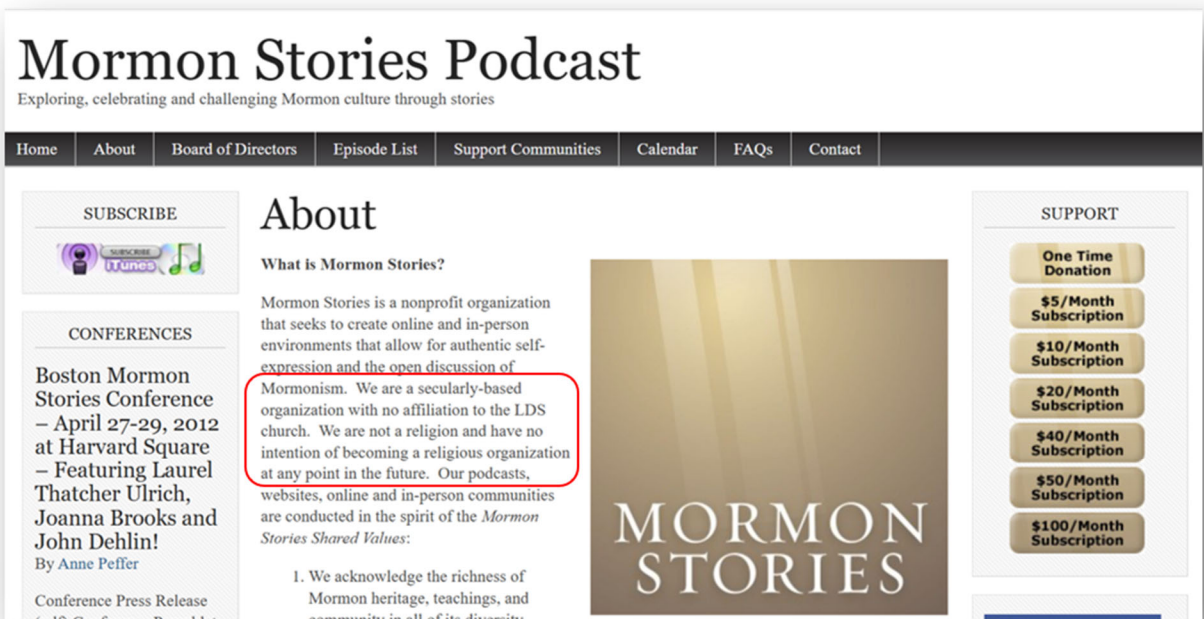 Mormon Stories Podcast
Exploring, celebrating and challenging Mormon culture through stories
Home About Board of Directors Episode List Support Communities Calendar FAQs Contact
SUBSCRIBE
SUBSCRIBE
iTunes
CONFERENCES
Boston Mormon
Stories Conference
– April 27-29, 2012
at Harvard Square
– Featuring Laurel
Thatcher Ulrich,
Joanna Brooks and
John Dehlin!
By Anne Peffer
Conference Press Release
About
What is Mormon Stories?
Mormon Stories is a nonprofit organization
that seeks to create online and in-person
environments that allow for authentic self-
expression and the open discussion of
Mormonism. We are a secularly-based
organization with no affiliation to the LDS
church. We are not a religion and have no
intention of becoming a religious organization
at any point in the future. Our podcasts,
websites, online and in-person communities
are conducted in the spirit of the Mormon
Stories Shared Values:
1. We acknowledge the richness of
Mormon heritage, teachings, and
community in all of its diversity
MORMON
STORIES
SUPPORT
One Time
Donation
$5/Month
Subscription
$10/Month
Subscription
$20/Month
Subscription
$40/Month
Subscription
$50/Month
Subscription
$100/Month
Subscription